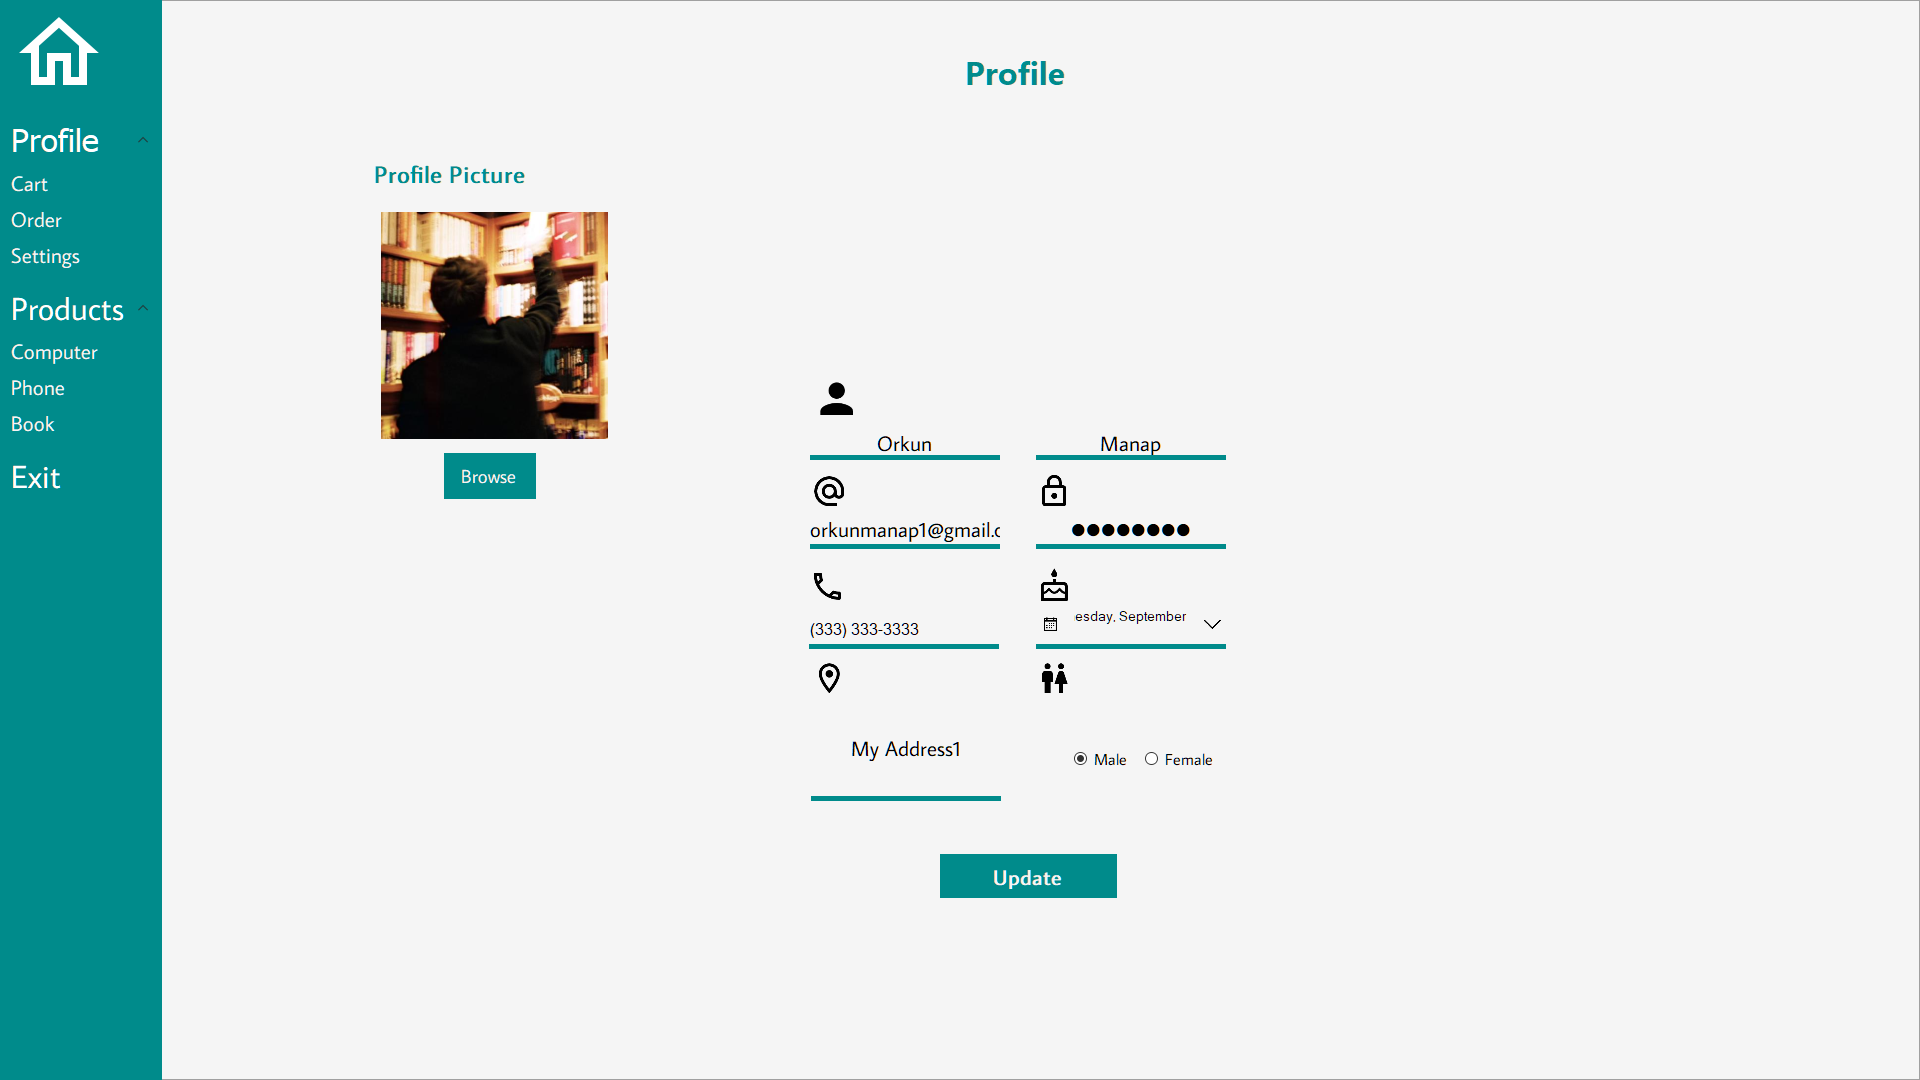 Profile
Profile
Cart
Order
Settings
Products
Computer
Phone
Book
Exit
Profile Picture
Browse
Orkun
Manap
orkunmanap1@gmail.c
●●●●●●●●
(333) 333-3333
esday, September
My Address1
Male
Female
Update